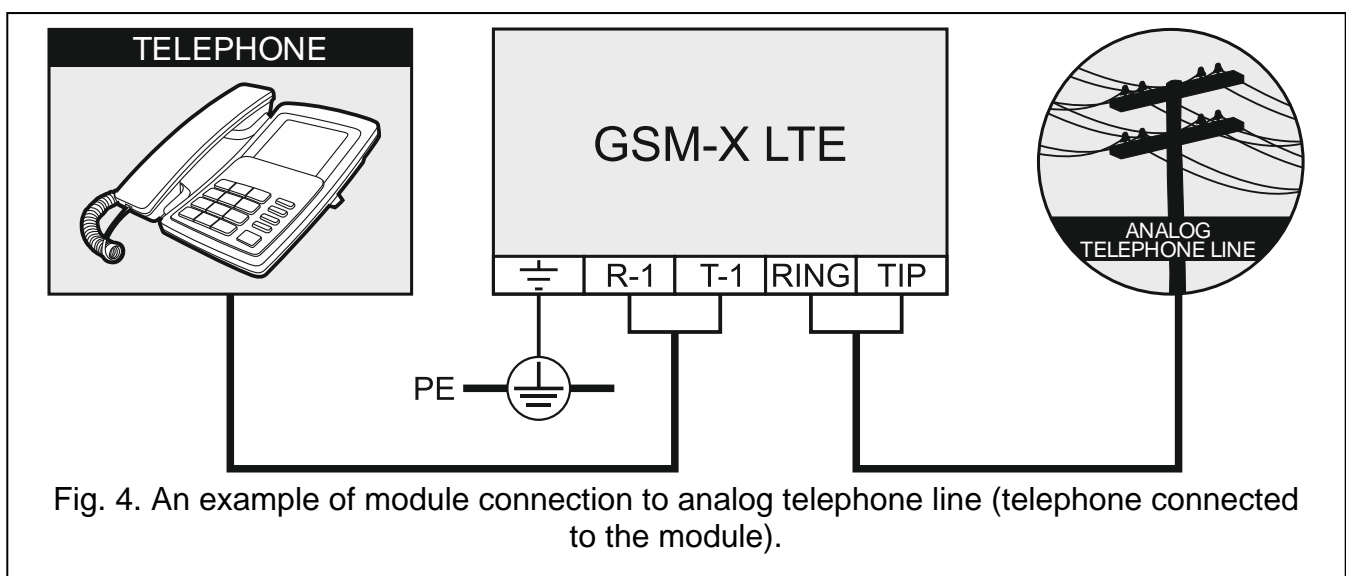 TELEPHONE
GSM-X LTE
ANALOG
TELEPHONE LINE
R-1 T-1 RING TIP
PE
Fig. 4. An example of module connection to analog telephone line (telephone connected
to the module).